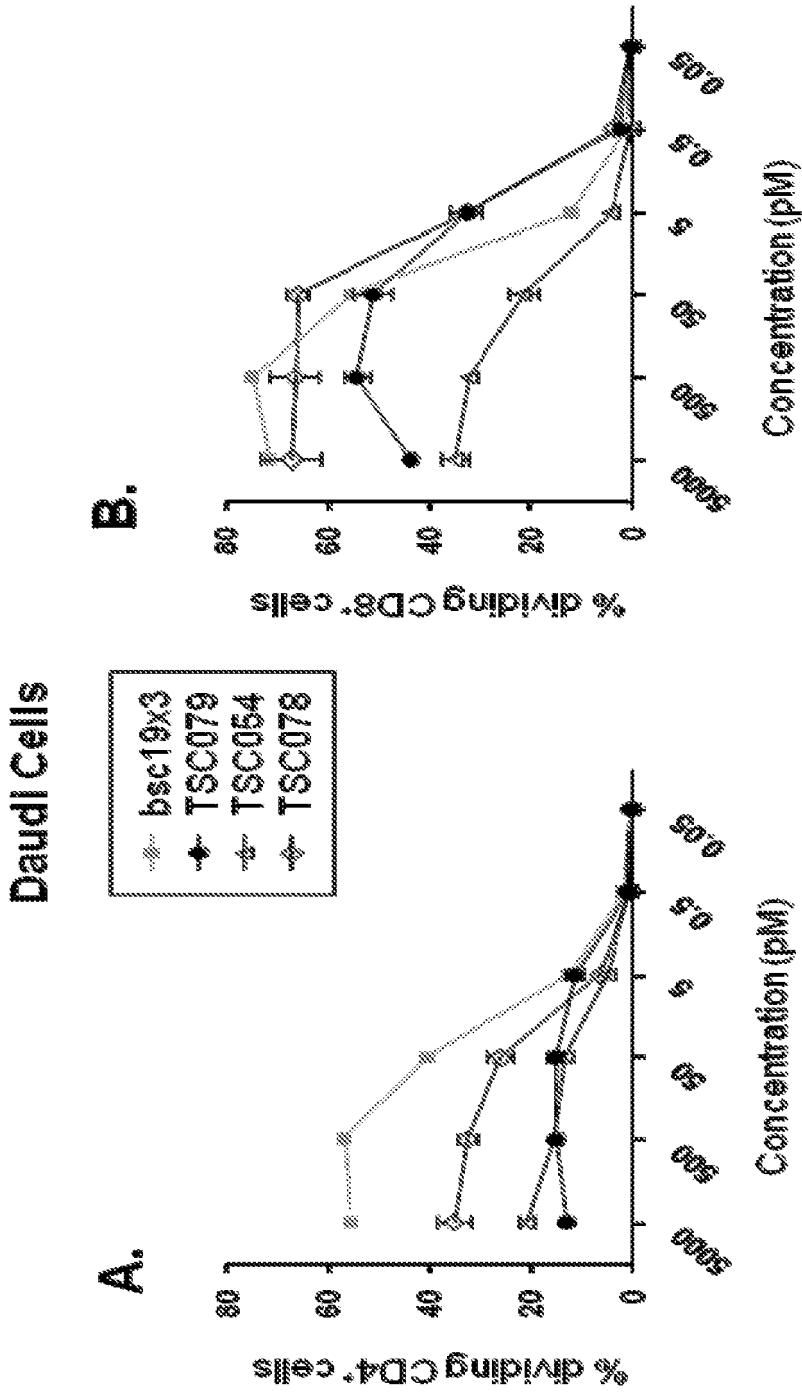 Daudi Cells
A.
bsc19x3
TSC079
TSC054
TSC078
% dividing CD4⁺ cells
80
60
40
20
0
5000
500
50
5
0.5
0.05
Concentration (pM)
B.
% dividing CD8⁺ cells
80
60
40
20
0
5000
500
50
5
0.5
0.05
Concentration (pM)